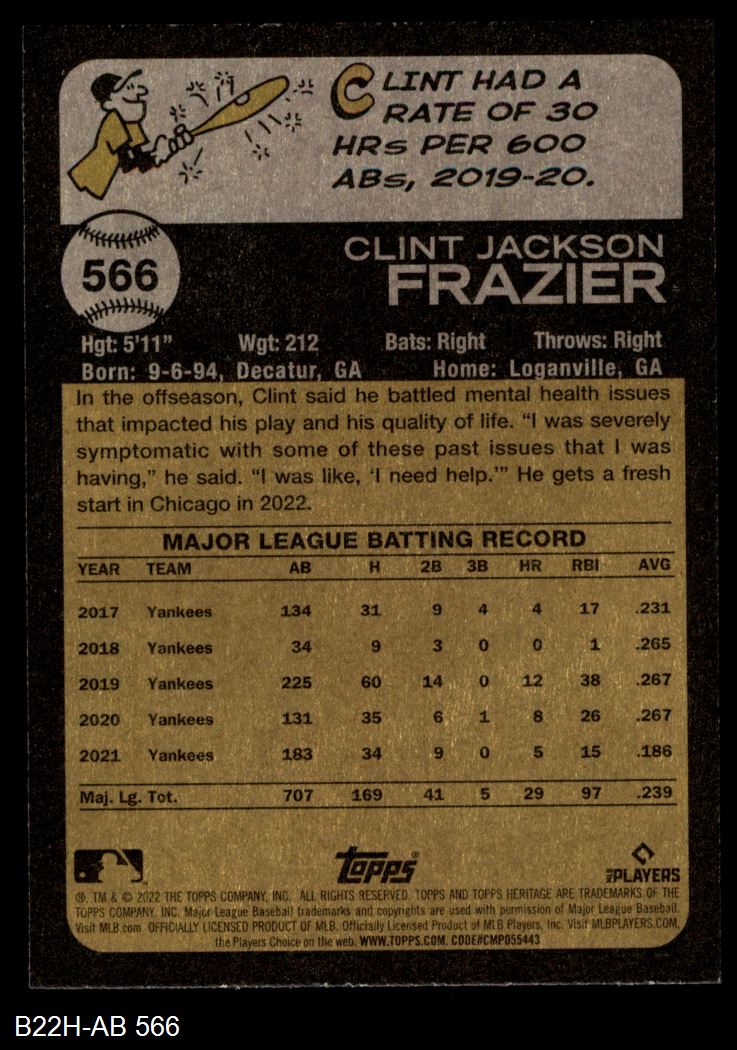 CLINT HAD A
RATE OF 30
HRS PER 600
ABS, 2019-20.
566
CLINT JACKSON
FRAZIER
Hgt: 5'11" Wgt: 212 Bats: Right Throws: Right
Born: 9-6-94, Decatur, GA Home: Loganville, GA
In the offseason, Clint said he battled mental health issues
that impacted his play and his quality of life. "I was severely
symptomatic with some of these past issues that I was
having," he said. "I was like, 'I need help.'" He gets a fresh
start in Chicago in 2022.
MAJOR LEAGUE BATTING RECORD
YEAR TEAM AB H 2B 3B HR RBI AVG
2017 Yankees 134 31 9 4 4 17 .231
2018 Yankees 34 9 3 0 0 1 .265
2019 Yankees 225 60 14 0 12 38 .267
2020 Yankees 131 35 6 1 8 26 .267
2021 Yankees 183 34 9 0 5 15 .186
Maj. Lg. Tot. 707 169 41 5 29 97 .239
Topps®
MLB PLAYERS
®, TM & © 2022 THE TOPPS COMPANY, INC. ALL RIGHTS RESERVED. TOPPS AND TOPPS HERITAGE ARE TRADEMARKS OF THE
TOPPS COMPANY, INC. Major League Baseball trademarks and copyrights are used with permission of Major League Baseball.
Visit MLB.com. OFFICIALLY LICENSED PRODUCT OF MLB. Officially Licensed Product of MLB Players, Inc. Visit MLBPLAYERS.COM,
the Players Choice on the web. WWW.TOPPS.COM. CODE#CMP055443
B22H-AB 566